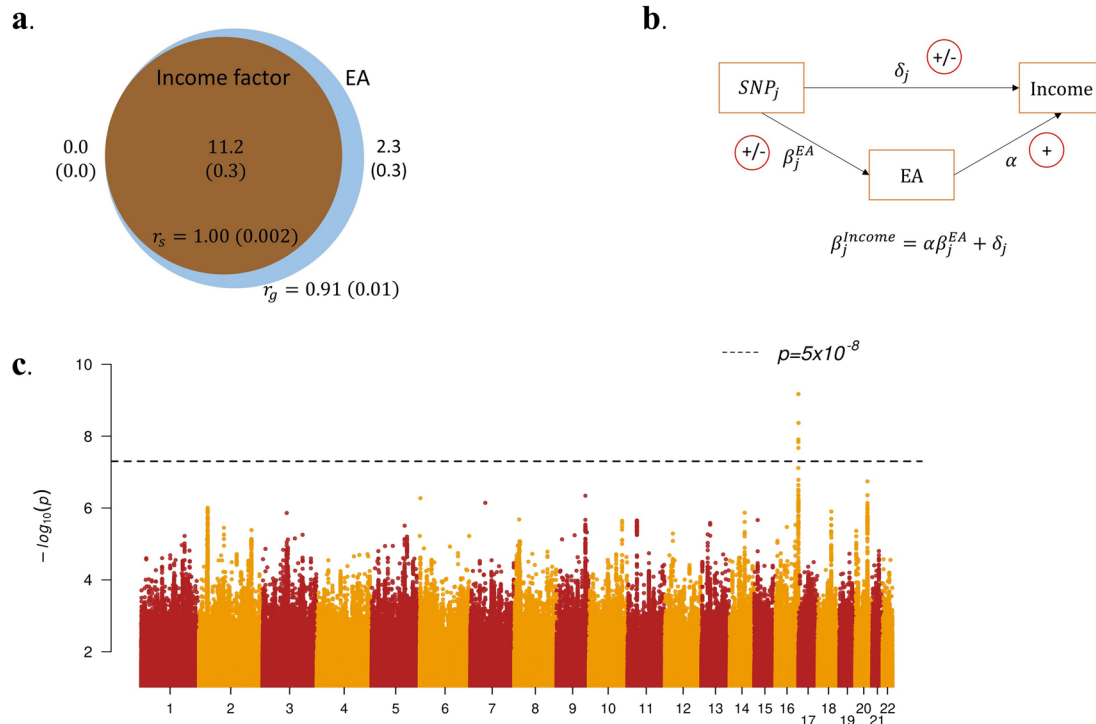 a.
Income factor
EA
0.0
(0.0)
11.2
(0.3)
2.3
(0.3)
r_s = 1.00 (0.002)
r_g = 0.91 (0.01)
b.
SNP_j
δ_j
+/-
Income
+/-
β_j^EA
EA
α
+
β_j^Income = αβ_j^EA + δ_j
c.
p=5x10^-8
−log10(p)
10
8
6
4
2
1 2 3 4 5 6 7 8 9 10 11 12 13 14 15 16 17 18 19 20 21 22